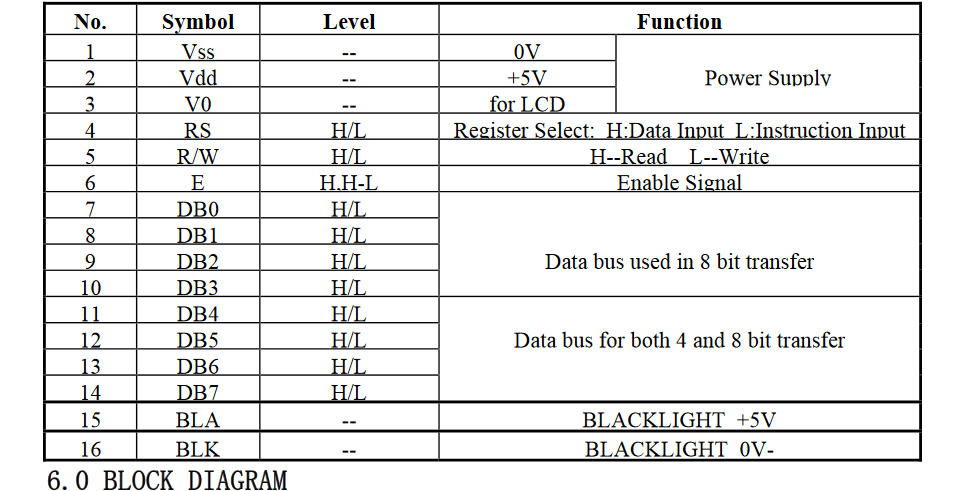 No. Symbol Level Function
1 Vss -- 0V
2 Vdd -- +5V Power Supply
3 V0 -- for LCD
4 RS H/L Register Select: H:Data Input L:Instruction Input
5 R/W H/L H--Read L--Write
6 E H,H-L Enable Signal
7 DB0 H/L
8 DB1 H/L
9 DB2 H/L Data bus used in 8 bit transfer
10 DB3 H/L
11 DB4 H/L
12 DB5 H/L Data bus for both 4 and 8 bit transfer
13 DB6 H/L
14 DB7 H/L
15 BLA -- BLACKLIGHT +5V
16 BLK -- BLACKLIGHT 0V-
6.0 BLOCK DIAGRAM